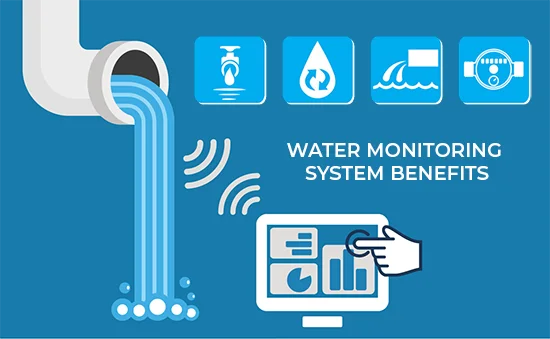 WATER MONITORING
SYSTEM BENEFITS